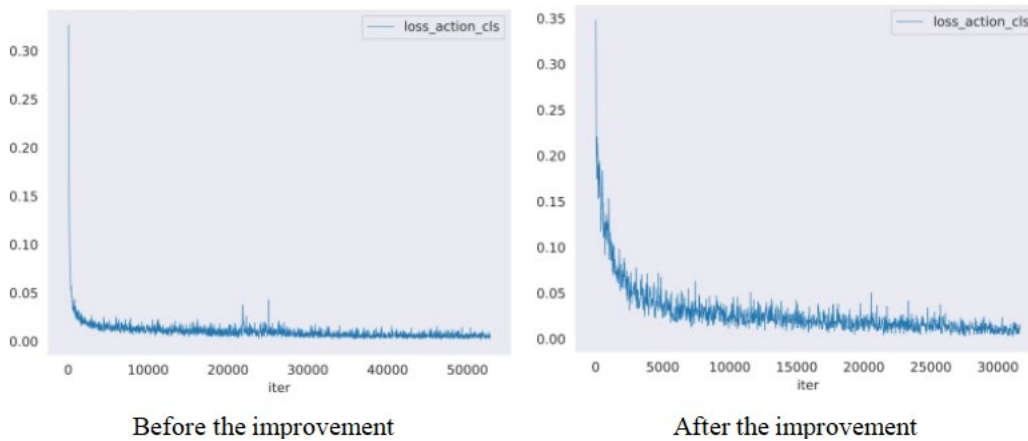 loss_action_cls
0.30
0.25
0.20
0.15
0.10
0.05
0.00
0 10000 20000 30000 40000 50000
iter
Before the improvement
loss_action_cls
0.35
0.30
0.25
0.20
0.15
0.10
0.05
0.00
0 5000 10000 15000 20000 25000 30000
iter
After the improvement